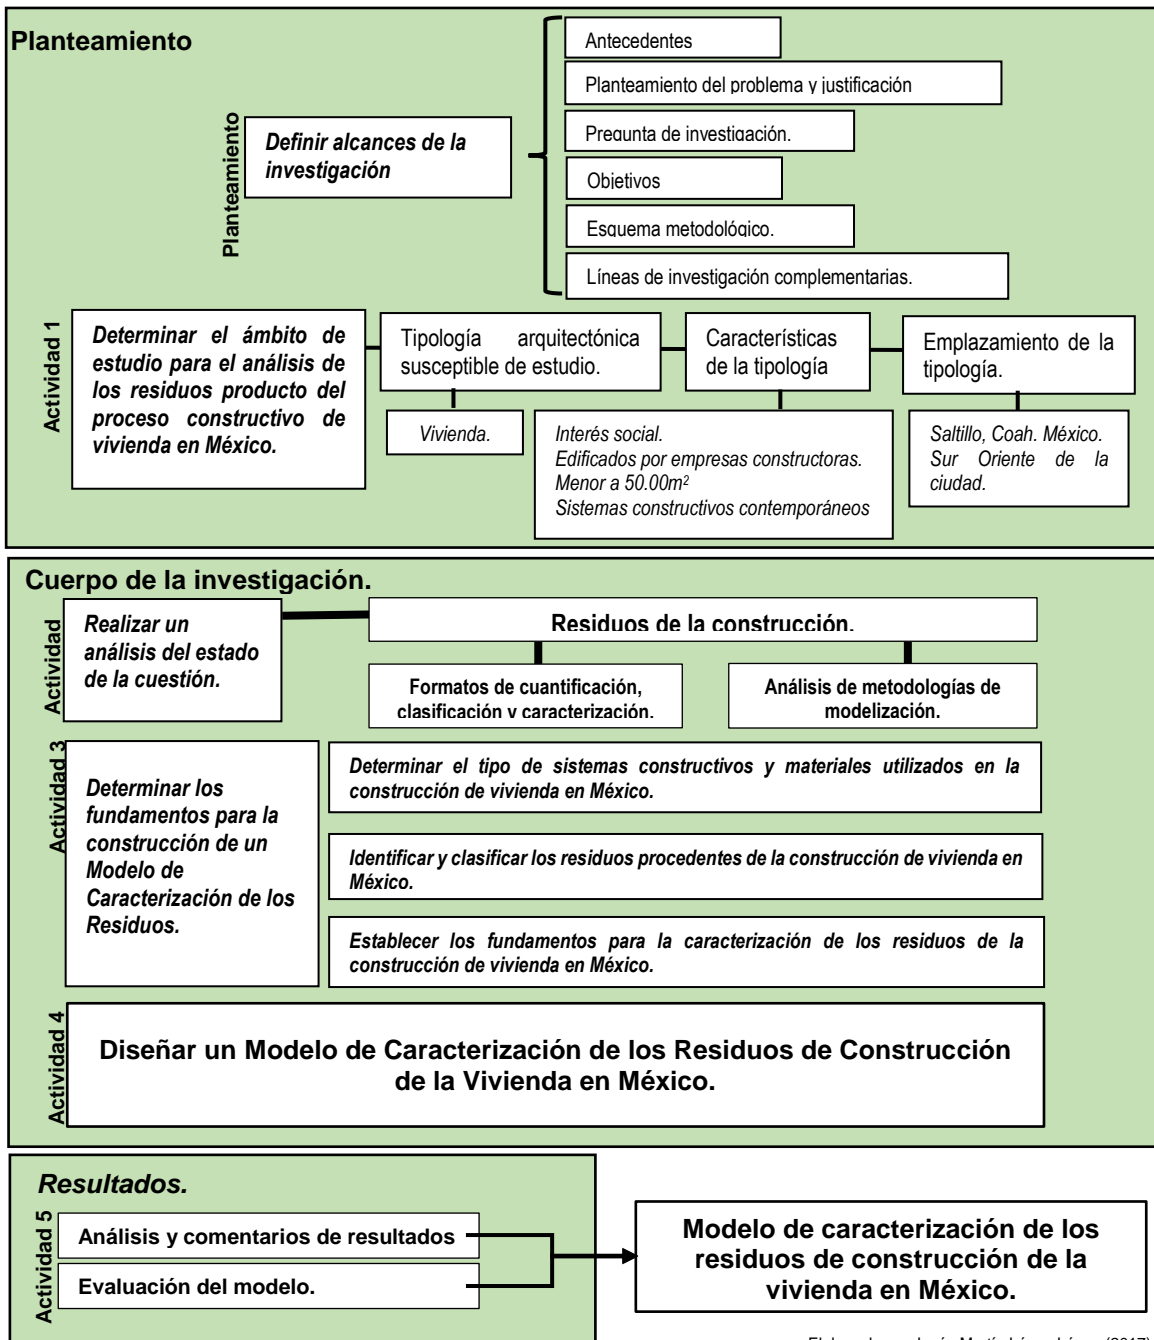 Planteamiento
Antecedentes
Planteamiento del problema y justificación
Pregunta de investigación.
Objetivos
Esquema metodológico.
Líneas de investigación complementarias.
Planteamiento
Definir alcances de la
investigación
Actividad 1
Determinar el ámbito de
estudio para el análisis de
los residuos producto del
proceso constructivo de
vivienda en México.
Tipología arquitectónica
susceptible de estudio.
Características
de la tipología
Emplazamiento de la
tipología.
Vivienda.
Interés social.
Edificados por empresas constructoras.
Menor a 50.00m²
Sistemas constructivos contemporáneos
Saltillo, Coah. México.
Sur Oriente de la
ciudad.
Cuerpo de la investigación.
Actividad
Realizar un
análisis del estado
de la cuestión.
Residuos de la construcción.
Formatos de cuantificación,
clasificación y caracterización.
Análisis de metodologías de
modelización.
Actividad 3
Determinar los
fundamentos para la
construcción de un
Modelo de
Caracterización de los
Residuos.
Determinar el tipo de sistemas constructivos y materiales utilizados en la
construcción de vivienda en México.
Identificar y clasificar los residuos procedentes de la construcción de vivienda en
México.
Establecer los fundamentos para la caracterización de los residuos de la
construcción de vivienda en México.
Actividad 4
Diseñar un Modelo de Caracterización de los Residuos de Construcción
de la Vivienda en México.
Resultados.
Actividad 5
Análisis y comentarios de resultados
Evaluación del modelo.
Modelo de caracterización de los
residuos de construcción de la
vivienda en México.